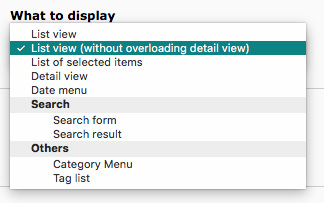 What to display
List view
✓ List view (without overloading detail view)
List of selected items
Detail view
Date menu
Search
Search form
Search result
Others
Category Menu
Tag list